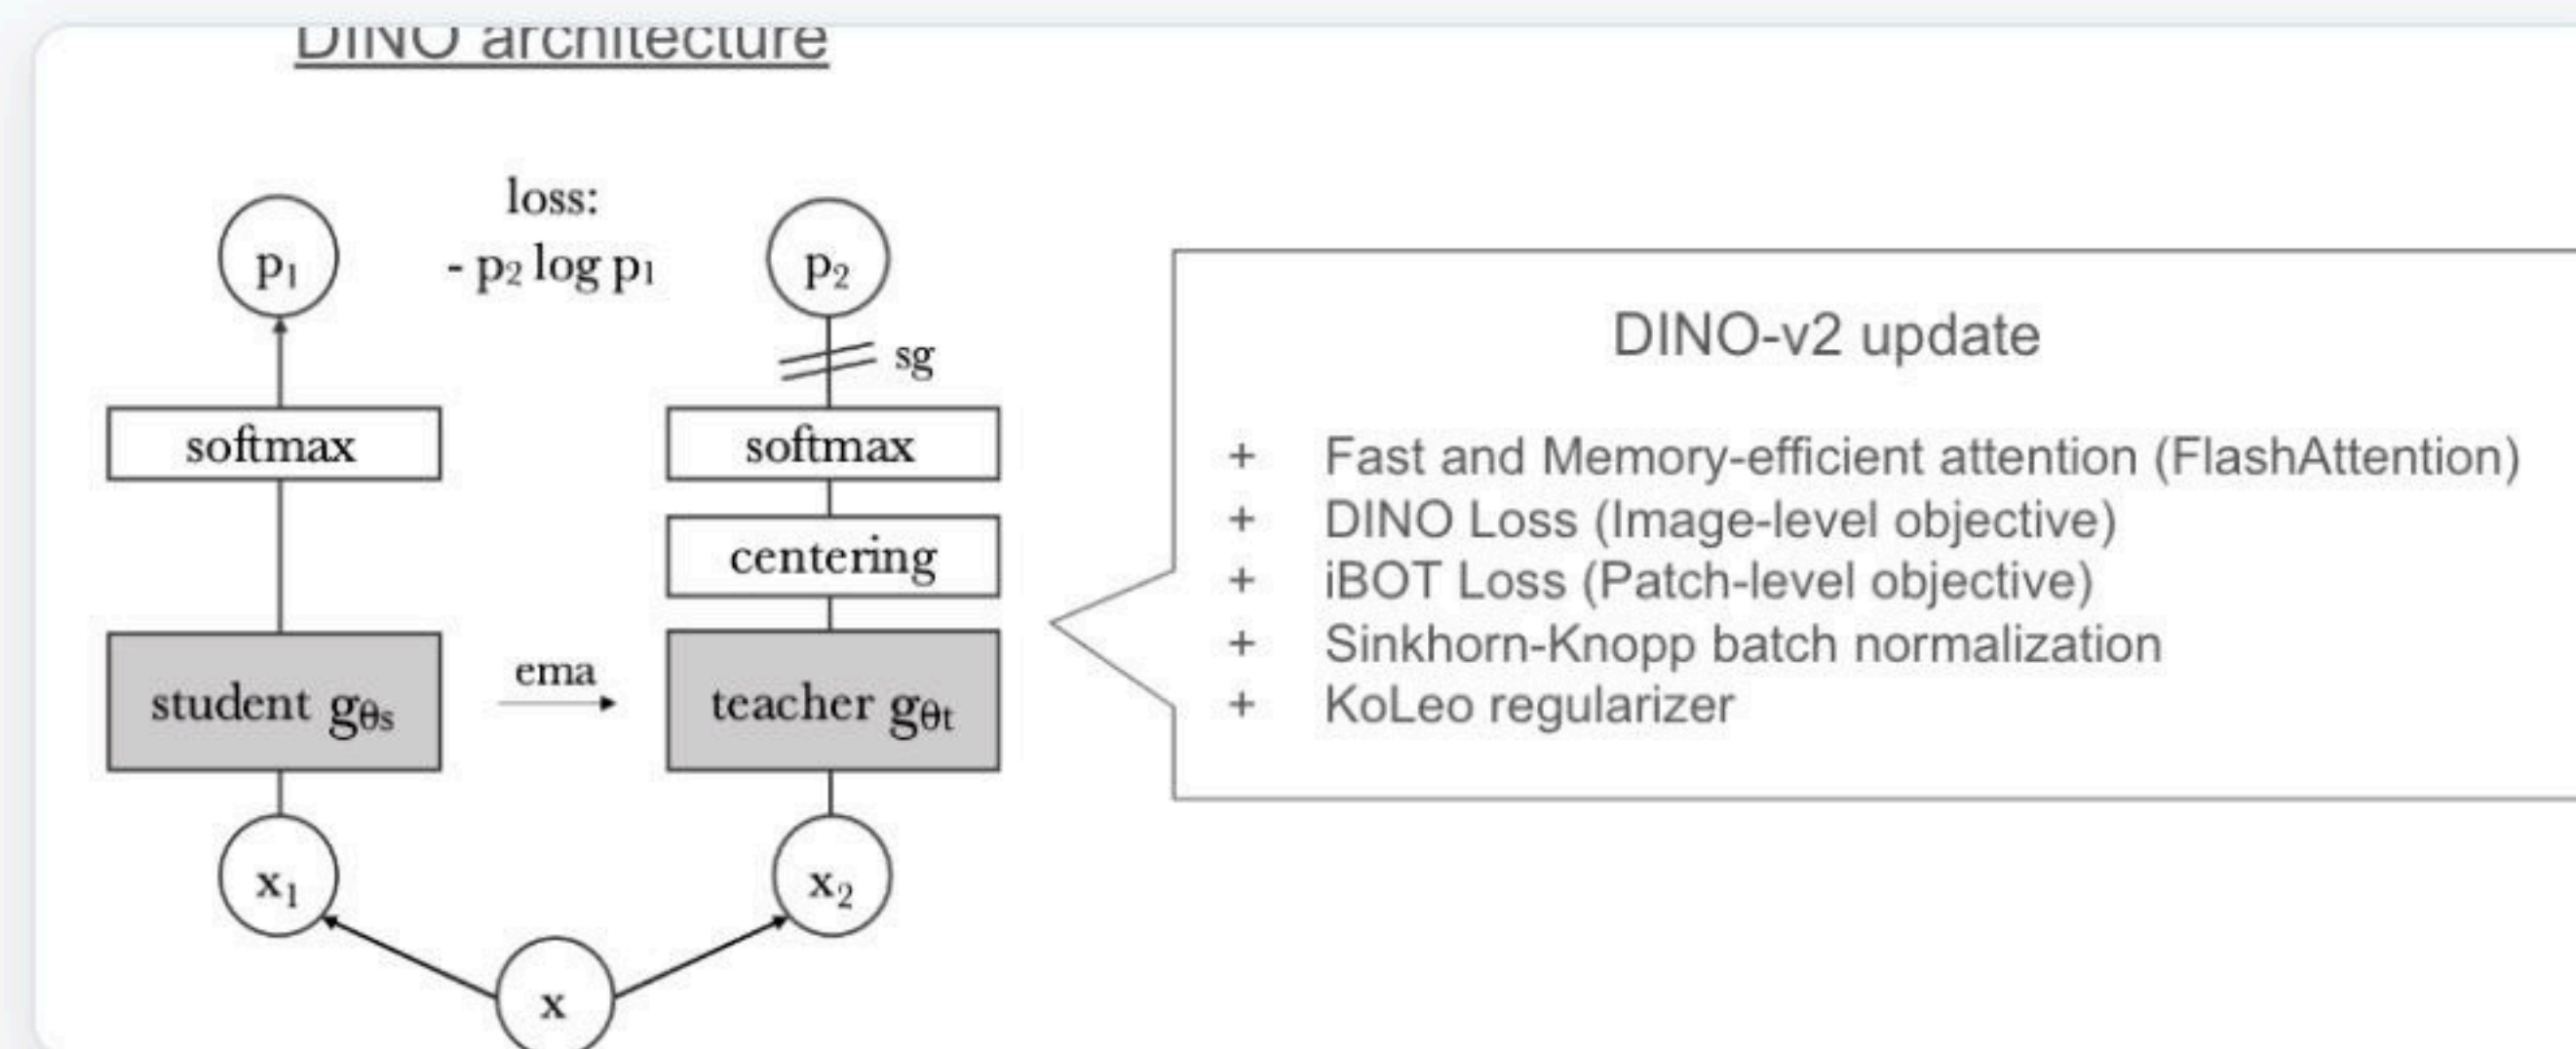 DINO architecture
loss:
- p2 log p1
p1
p2
sg
softmax
softmax
centering
student gθs
ema
teacher gθt
x1
x2
x
DINO-v2 update
+ Fast and Memory-efficient attention (FlashAttention)
+ DINO Loss (Image-level objective)
+ iBOT Loss (Patch-level objective)
+ Sinkhorn-Knopp batch normalization
+ KoLeo regularizer